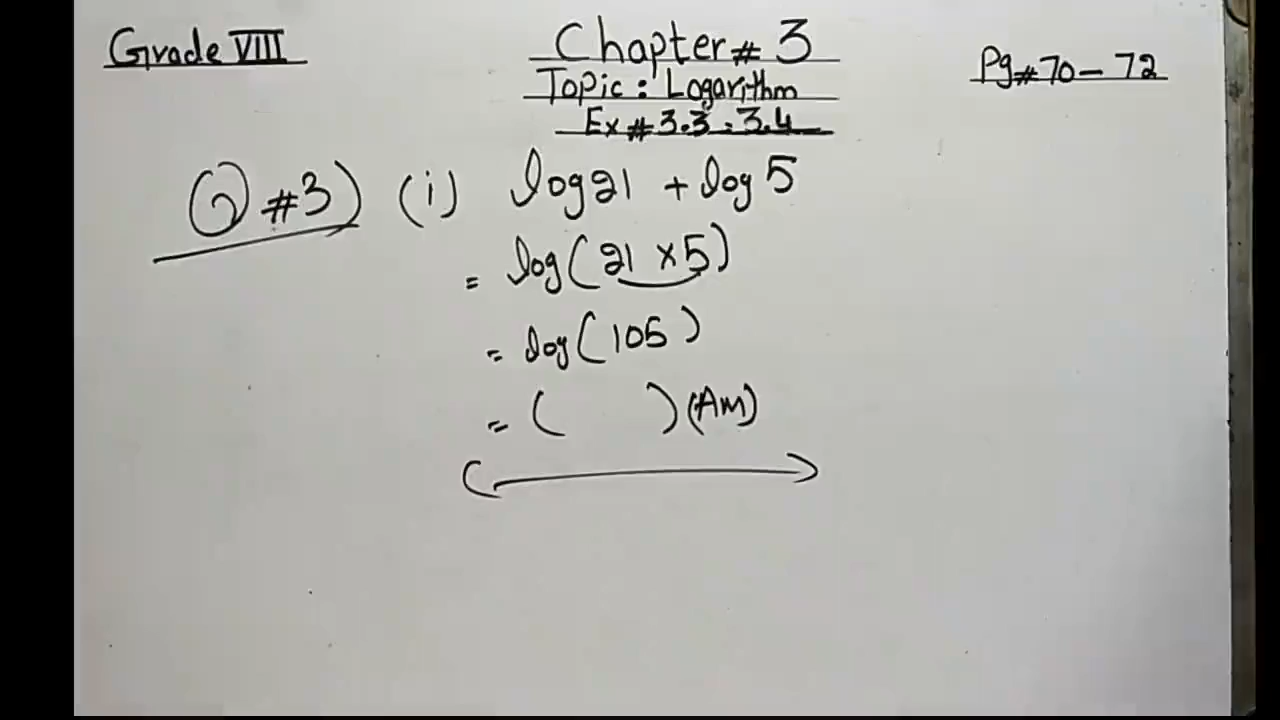 Grade VIII
Chapter # 3
Pg # 70 - 72
Topic : Logarithm
Ex # 3.3 , 3.4
Q #3) (i) log 21 + log 5
= log ( 21 × 5 )
= log ( 105 )
= (      ) (Am)